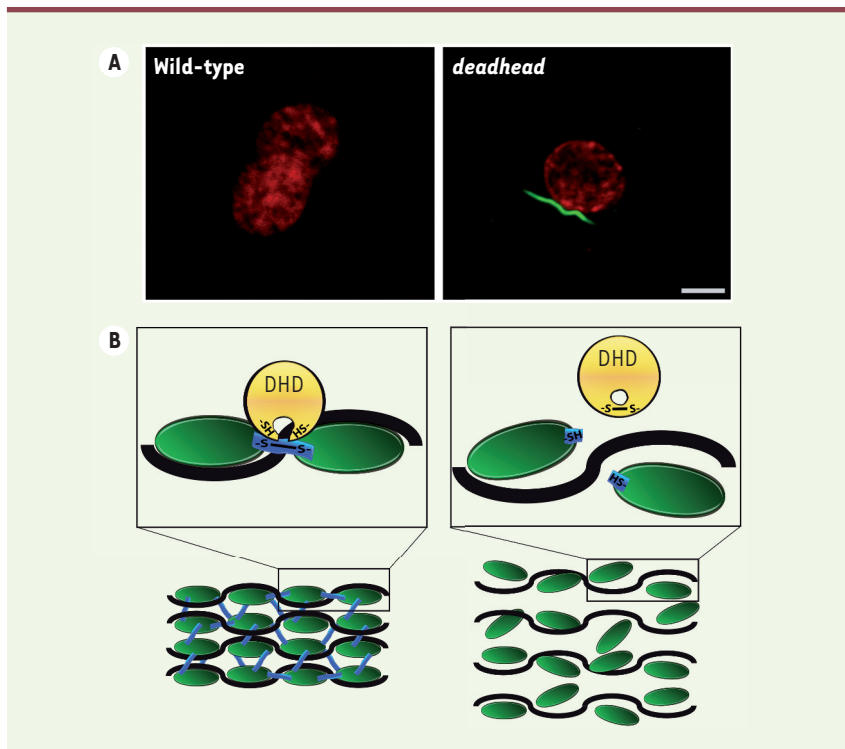 A
Wild-type
deadhead
B
DHD
-SH HS-
-S S-
DHD
-S S-
-SH
HS-